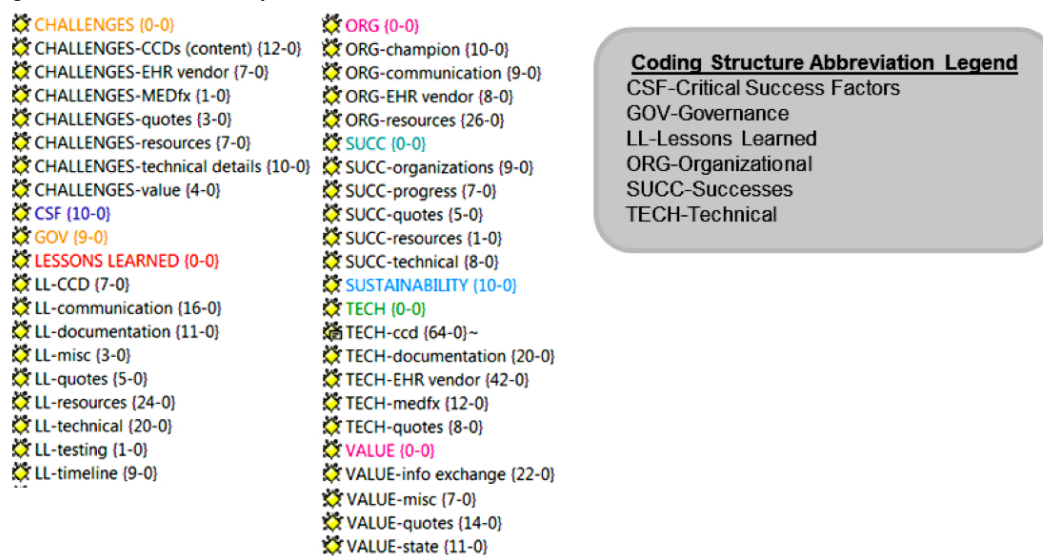 CHALLENGES {0-0}
CHALLENGES-CCDs (content) {12-0}
CHALLENGES-EHR vendor {7-0}
CHALLENGES-MEDfx {1-0}
CHALLENGES-quotes {3-0}
CHALLENGES-resources {7-0}
CHALLENGES-technical details {10-0}
CHALLENGES-value {4-0}
CSF {10-0}
GOV {9-0}
LESSONS LEARNED {0-0}
LL-CCD {7-0}
LL-communication {16-0}
LL-documentation {11-0}
LL-misc {3-0}
LL-quotes {5-0}
LL-resources {24-0}
LL-technical {20-0}
LL-testing {1-0}
LL-timeline {9-0}
ORG {0-0}
ORG-champion {10-0}
ORG-communication {9-0}
ORG-EHR vendor {8-0}
ORG-resources {26-0}
SUCC {0-0}
SUCC-organizations {9-0}
SUCC-progress {7-0}
SUCC-quotes {5-0}
SUCC-resources {1-0}
SUCC-technical {8-0}
SUSTAINABILITY {10-0}
TECH {0-0}
TECH-ccd {64-0}~
TECH-documentation {20-0}
TECH-EHR vendor {42-0}
TECH-medfx {12-0}
TECH-quotes {8-0}
VALUE {0-0}
VALUE-info exchange {22-0}
VALUE-misc {7-0}
VALUE-quotes {14-0}
VALUE-state {11-0}
Coding Structure Abbreviation Legend
CSF-Critical Success Factors
GOV-Governance
LL-Lessons Learned
ORG-Organizational
SUCC-Successes
TECH-Technical